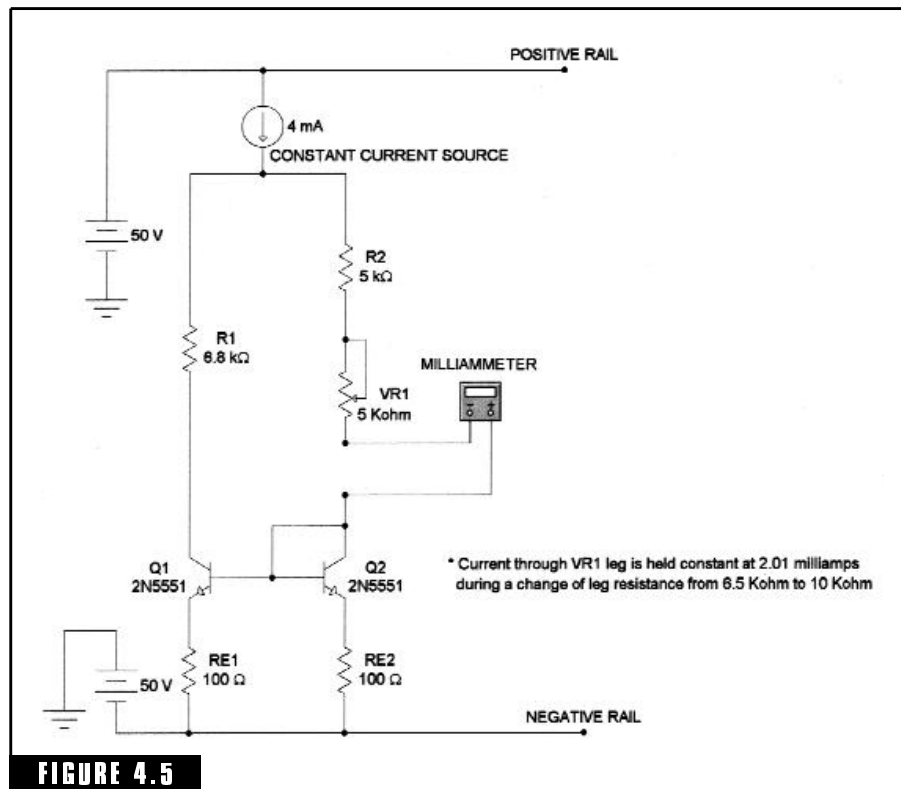 POSITIVE RAIL
4 mA
CONSTANT CURRENT SOURCE
50 V
R2
5 kΩ
R1
6.8 kΩ
MILLIAMMETER
VR1
5 Kohm
Q1
2N5551
Q2
2N5551
* Current through VR1 leg is held constant at 2.01 milliamps
during a change of leg resistance from 6.5 Kohm to 10 Kohm
RE1
100 Ω
RE2
100 Ω
50 V
NEGATIVE RAIL
FIGURE 4.5